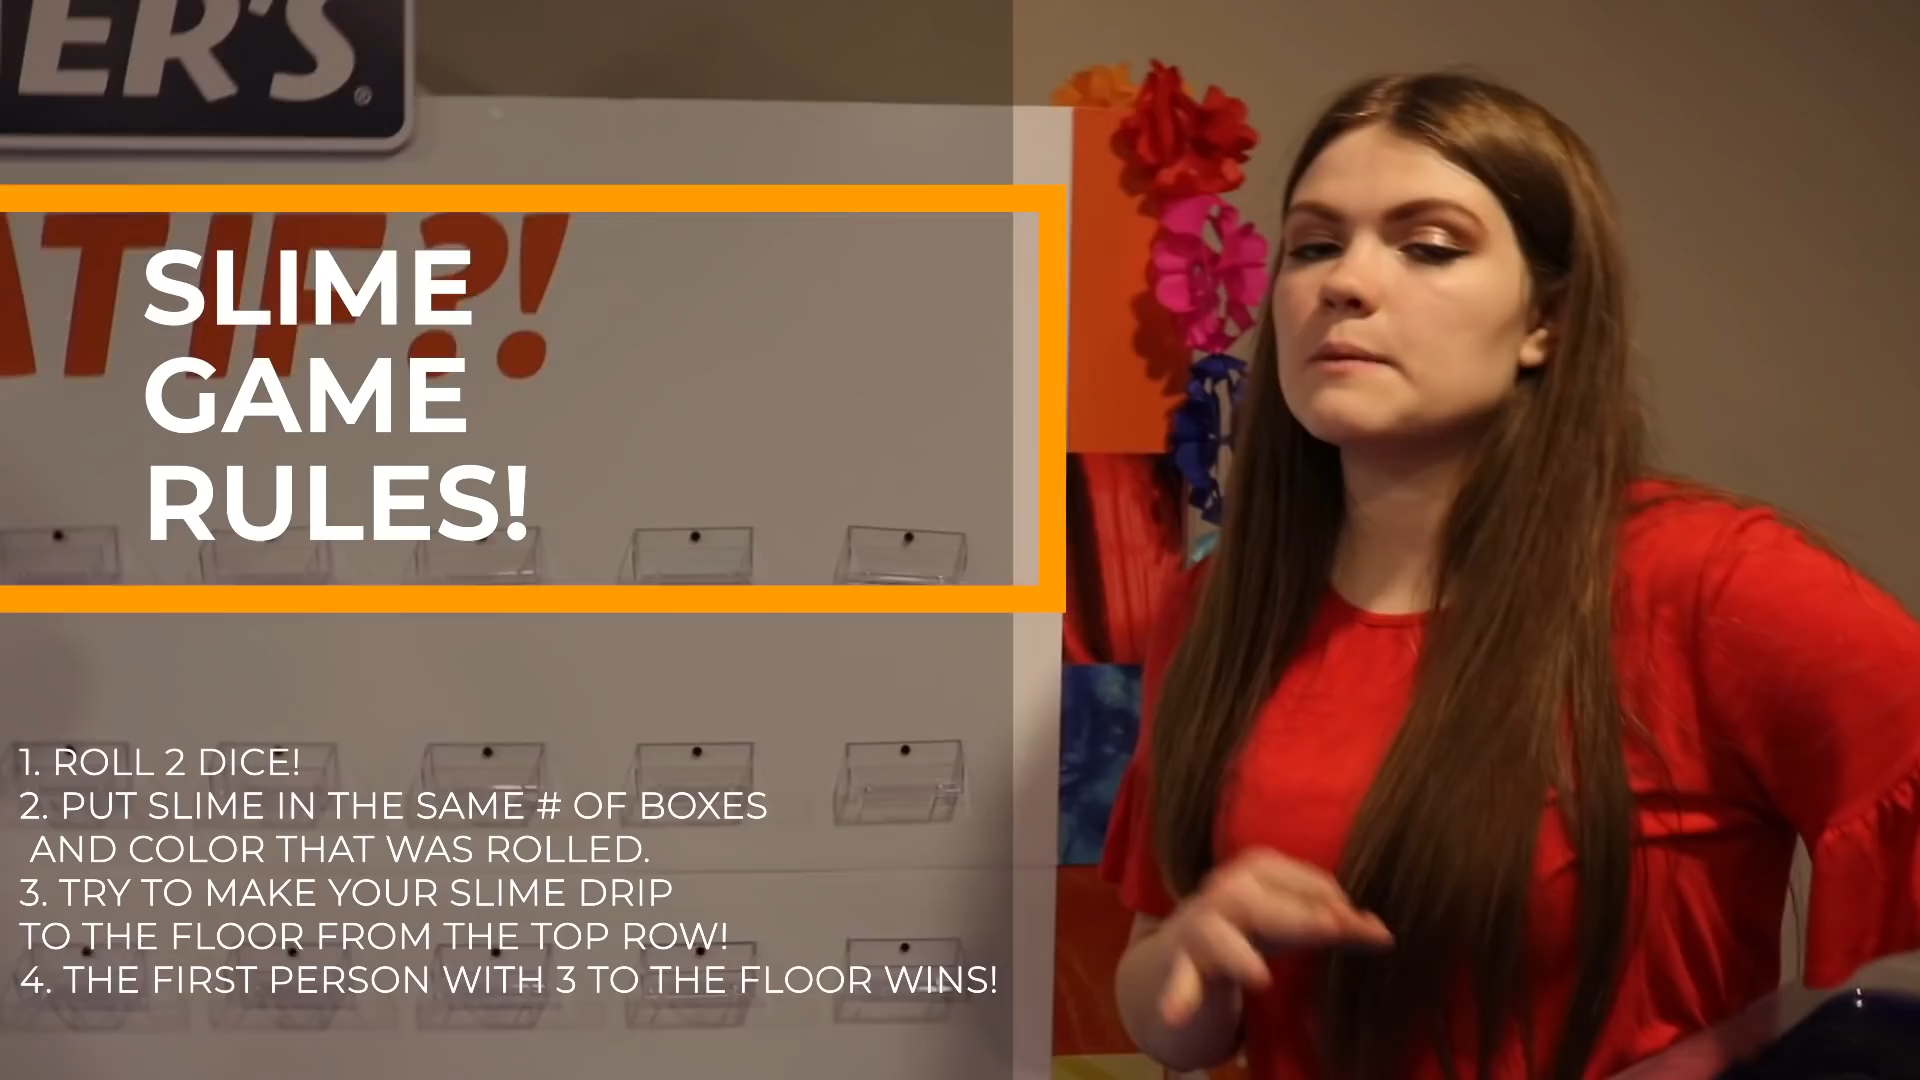 ER'S®
ATIF?!
SLIME
GAME
RULES!
1. ROLL 2 DICE!
2. PUT SLIME IN THE SAME # OF BOXES
AND COLOR THAT WAS ROLLED.
3. TRY TO MAKE YOUR SLIME DRIP
TO THE FLOOR FROM THE TOP ROW!
4. THE FIRST PERSON WITH 3 TO THE FLOOR WINS!